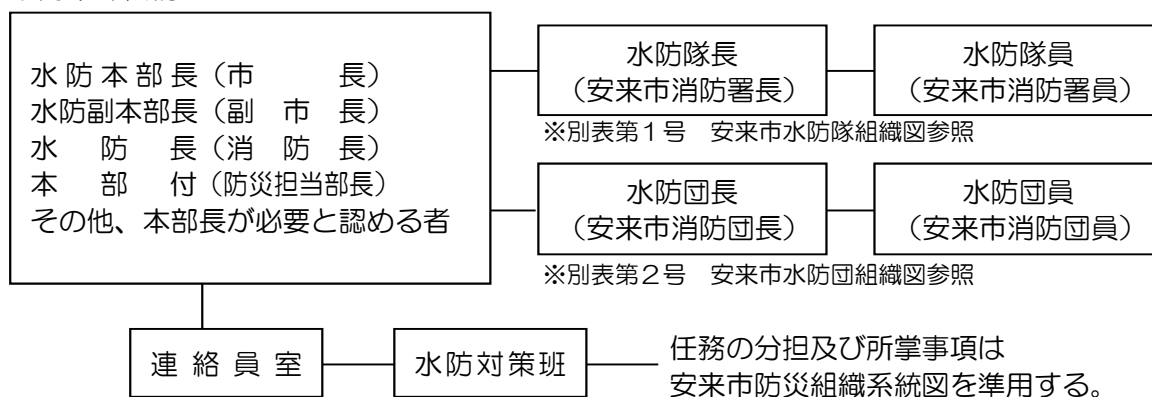 水防本部長（市　　　長）
水防副本部長（副　市　長）
水　防　長（消　防　長）
本　部　付（防災担当部長）
その他、本部長が必要と認める者
水防隊長
（安来市消防署長）
水防隊員
（安来市消防署員）
※別表第１号　安来市水防隊組織図参照
水防団長
（安来市消防団長）
水防団員
（安来市消防団員）
※別表第２号　安来市水防団組織図参照
連絡員室
水防対策班
任務の分担及び所掌事項は
安来市防災組織系統図を準用する。